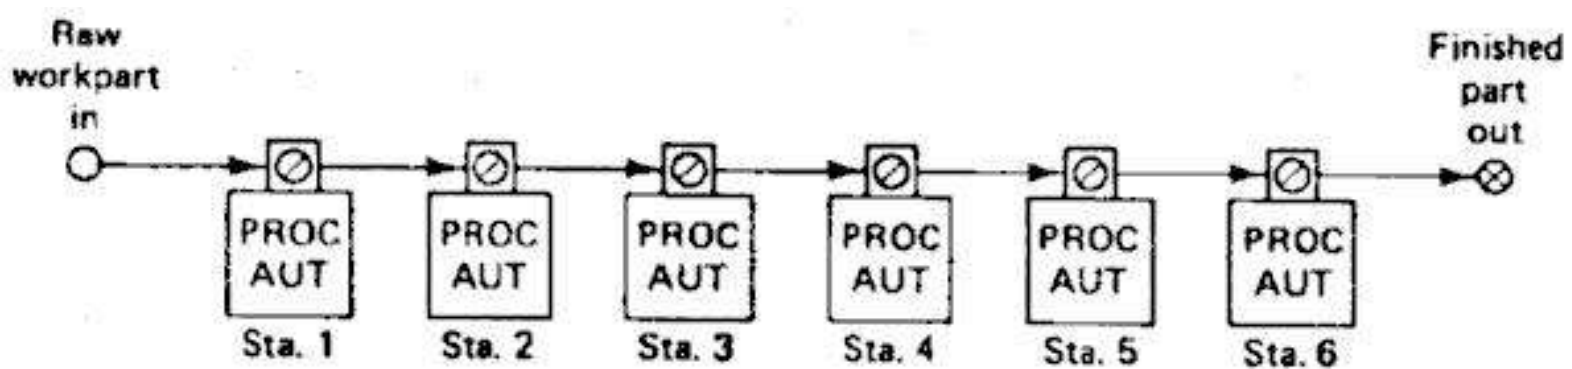 Raw
workpart
in
Finished
part
out
PROC
AUT
PROC
AUT
PROC
AUT
PROC
AUT
PROC
AUT
PROC
AUT
Sta. 1
Sta. 2
Sta. 3
Sta. 4
Sta. 5
Sta. 6